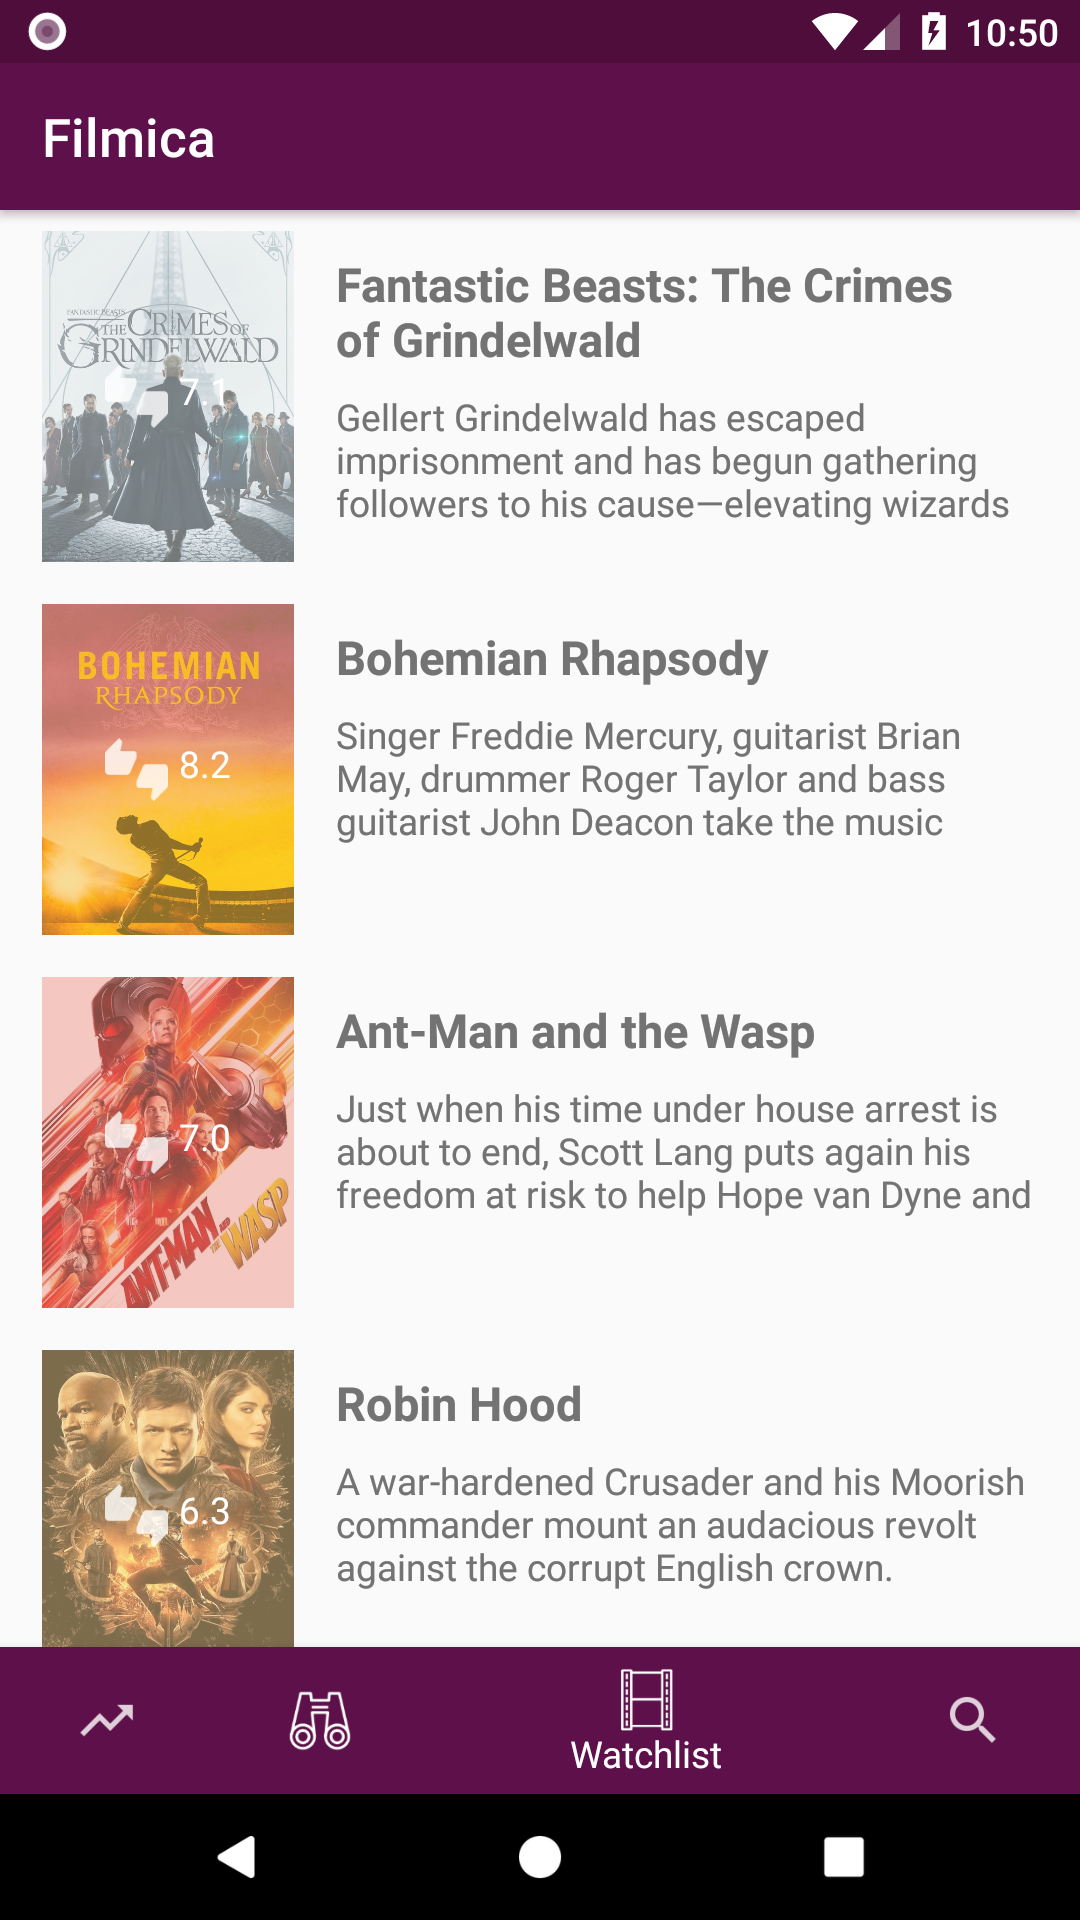 10:50
Filmica
FANTASTIC BEASTS
THE CRIMES OF
GRINDELWALD
7.1
Fantastic Beasts: The Crimes
of Grindelwald
Gellert Grindelwald has escaped
imprisonment and has begun gathering
followers to his cause—elevating wizards
BOHEMIAN
RHAPSODY
8.2
Bohemian Rhapsody
Singer Freddie Mercury, guitarist Brian
May, drummer Roger Taylor and bass
guitarist John Deacon take the music
7.0
ANT-MAN AND
THE WASP
Ant-Man and the Wasp
Just when his time under house arrest is
about to end, Scott Lang puts again his
freedom at risk to help Hope van Dyne and
6.3
Robin Hood
A war-hardened Crusader and his Moorish
commander mount an audacious revolt
against the corrupt English crown.
Watchlist